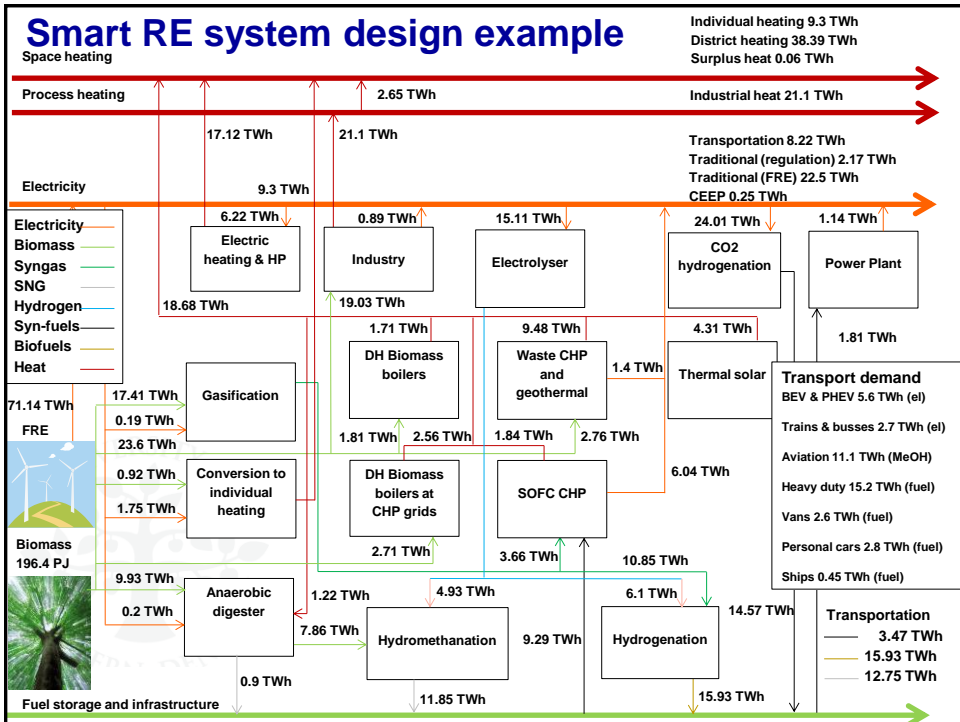 Smart RE system design example
Individual heating 9.3 TWh
District heating 38.39 TWh
Surplus heat 0.06 TWh
Space heating
Process heating
2.65 TWh
Industrial heat 21.1 TWh
17.12 TWh
21.1 TWh
Transportation 8.22 TWh
Traditional (regulation) 2.17 TWh
Traditional (FRE) 22.5 TWh
CEEP 0.25 TWh
Electricity
9.3 TWh
6.22 TWh
0.89 TWh
15.11 TWh
24.01 TWh
1.14 TWh
Electricity
Biomass
Syngas
SNG
Hydrogen
Syn-fuels
Biofuels
Heat
Electric
heating & HP
Industry
Electrolyser
CO2
hydrogenation
Power Plant
18.68 TWh
19.03 TWh
1.71 TWh
9.48 TWh
4.31 TWh
1.81 TWh
DH Biomass
boilers
Waste CHP
and
geothermal
1.4 TWh
Thermal solar
71.14 TWh
FRE
17.41 TWh
Gasification
0.19 TWh
23.6 TWh
1.81 TWh
2.56 TWh
1.84 TWh
2.76 TWh
Transport demand
BEV & PHEV 5.6 TWh (el)
Trains & busses 2.7 TWh (el)
Aviation 11.1 TWh (MeOH)
Heavy duty 15.2 TWh (fuel)
Vans 2.6 TWh (fuel)
Personal cars 2.8 TWh (fuel)
Ships 0.45 TWh (fuel)
0.92 TWh
Conversion to
individual
heating
1.75 TWh
DH Biomass
boilers at
CHP grids
SOFC CHP
6.04 TWh
Biomass
196.4 PJ
2.71 TWh
3.66 TWh
10.85 TWh
9.93 TWh
Anaerobic
digester
0.2 TWh
1.22 TWh
7.86 TWh
4.93 TWh
Hydromethanation
9.29 TWh
6.1 TWh
Hydrogenation
14.57 TWh
Transportation
3.47 TWh
15.93 TWh
12.75 TWh
0.9 TWh
11.85 TWh
15.93 TWh
Fuel storage and infrastructure